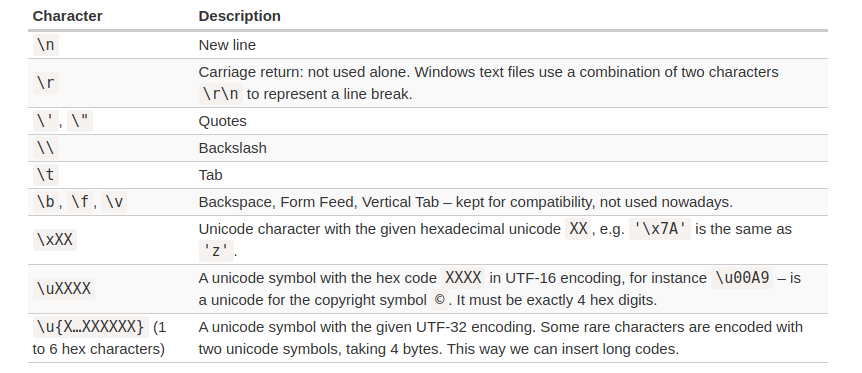 Character Description
\n New line
\r Carriage return: not used alone. Windows text files use a combination of two characters
\r\n to represent a line break.
\', \" Quotes
\\ Backslash
\t Tab
\b, \f, \v Backspace, Form Feed, Vertical Tab – kept for compatibility, not used nowadays.
\xXX Unicode character with the given hexadecimal unicode XX, e.g. '\x7A' is the same as
'z'.
\uXXXX A unicode symbol with the hex code XXXX in UTF-16 encoding, for instance \u00A9 – is
a unicode for the copyright symbol ©. It must be exactly 4 hex digits.
\u{X…XXXXXX} (1 A unicode symbol with the given UTF-32 encoding. Some rare characters are encoded with
to 6 hex characters) two unicode symbols, taking 4 bytes. This way we can insert long codes.